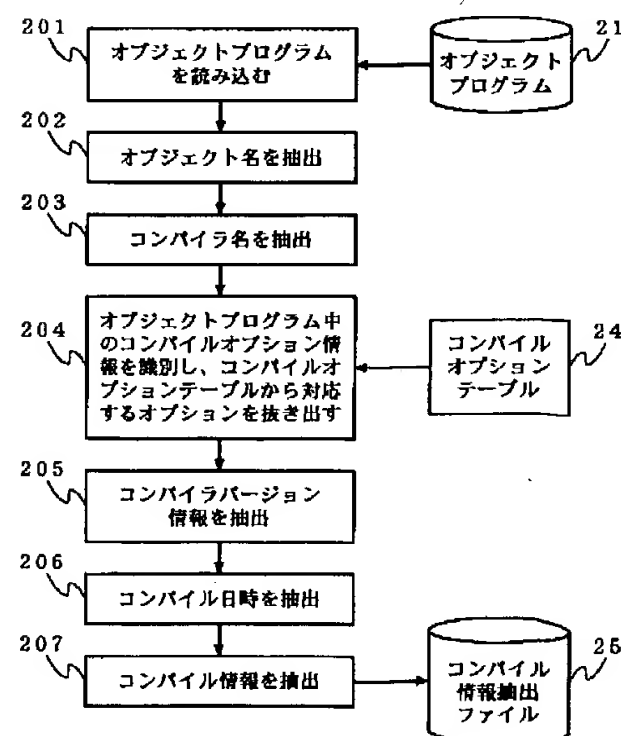 201
オブジェクトプログラム
を読み込む
オブジェクト
プログラム
21
202
オブジェクト名を抽出
203
コンパイラ名を抽出
204
オブジェクトプログラム中
のコンパイルオプション情
報を識別し、コンパイルオ
プションテーブルから対応
するオプションを抜き出す
コンパイル
オプション
テーブル
24
205
コンパイラバージョン
情報を抽出
206
コンパイル日時を抽出
207
コンパイル情報を抽出
コンパイル
情報抽出
ファイル
25